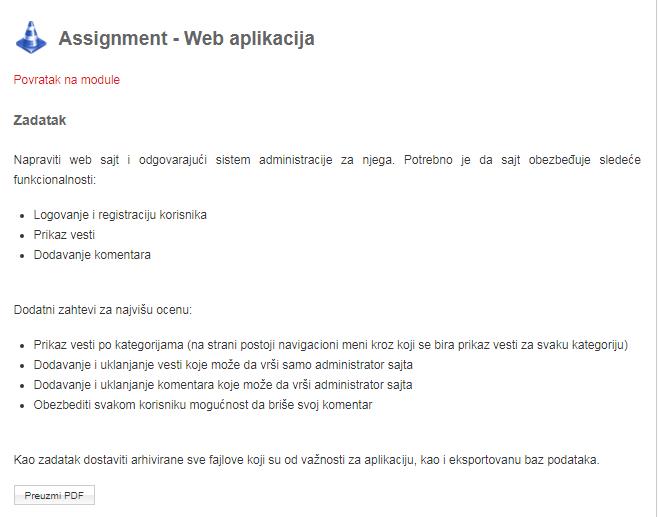 Assignment - Web aplikacija
Povratak na module
Zadatak
Napraviti web sajt i odgovarajući sistem administracije za njega. Potrebno je da sajt obezbeđuje sledeće
funkcionalnosti:
• Logovanje i registraciju korisnika
• Prikaz vesti
• Dodavanje komentara
Dodatni zahtevi za najvišu ocenu:
• Prikaz vesti po kategorijama (na strani postoji navigacioni meni kroz koji se bira prikaz vesti za svaku kategoriju)
• Dodavanje i uklanjanje vesti koje može da vrši samo administrator sajta
• Dodavanje i uklanjanje komentara koje može da vrši administrator sajta
• Obezbediti svakom korisniku mogućnost da briše svoj komentar
Kao zadatak dostaviti arhivirane sve fajlove koji su od važnosti za aplikaciju, kao i eksportovanu baz podataka.
Preuzmi PDF